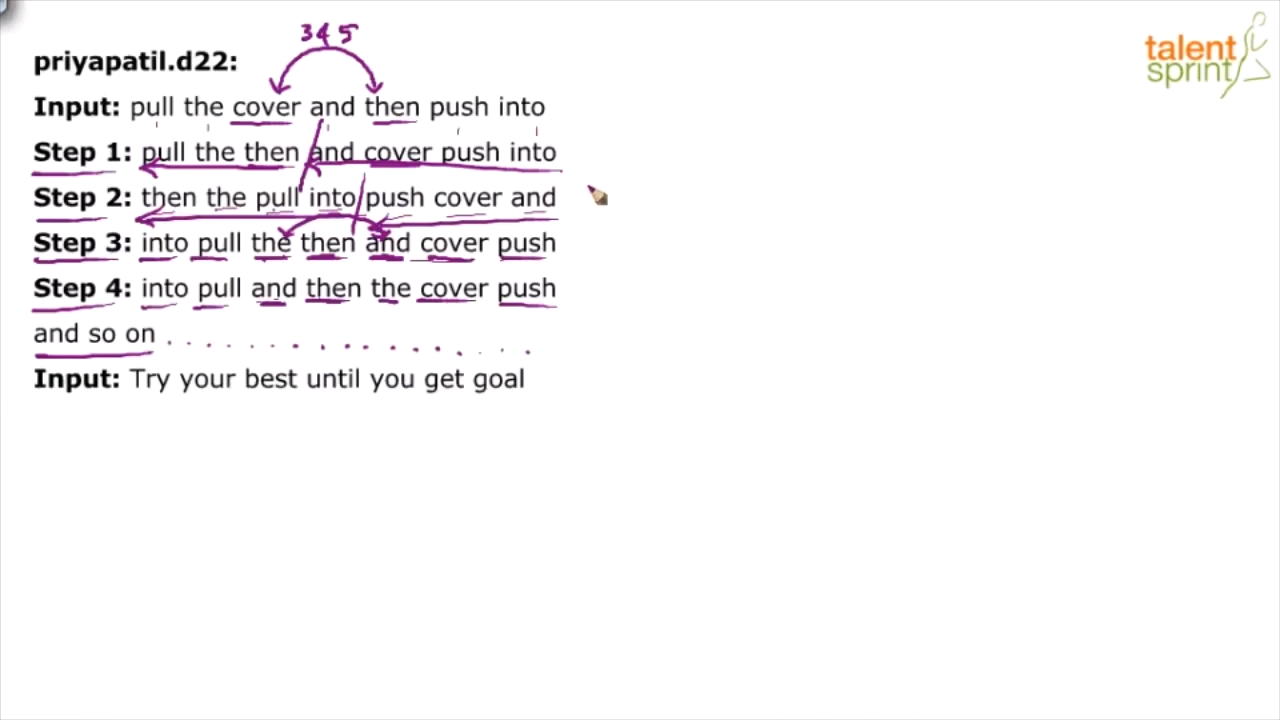 3 4 5
talent
sprint
priyapatil.d22:
Input: pull the cover and then push into
Step 1: pull the then and cover push into
Step 2: then the pull into push cover and
Step 3: into pull the then and cover push
Step 4: into pull and then the cover push
and so on . . . . . . . . . . . . . . . .
Input: Try your best until you get goal